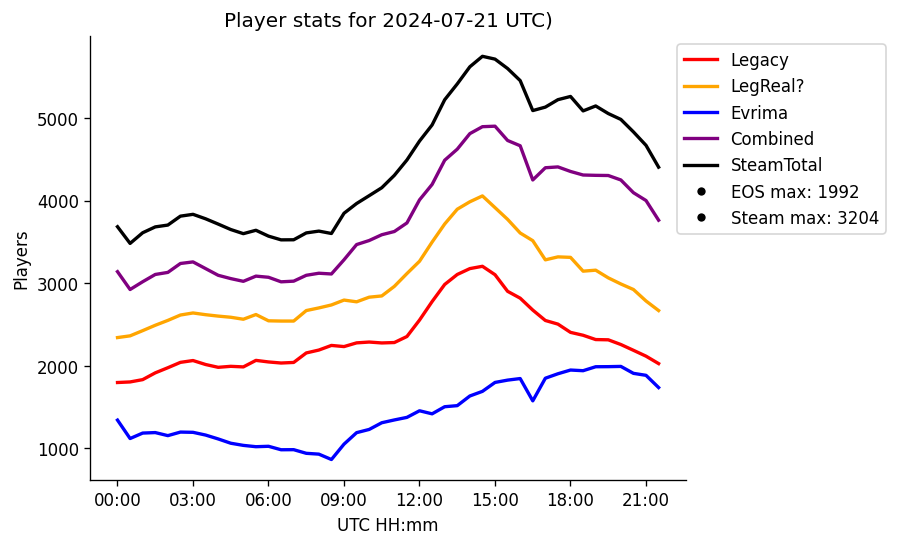 Player stats for 2024-07-21 UTC)
Legacy
LegReal?
Evrima
Combined
SteamTotal
EOS max: 1992
Steam max: 3204
Players
5000
4000
3000
2000
1000
00:00 03:00 06:00 09:00 12:00 15:00 18:00 21:00
UTC HH:mm